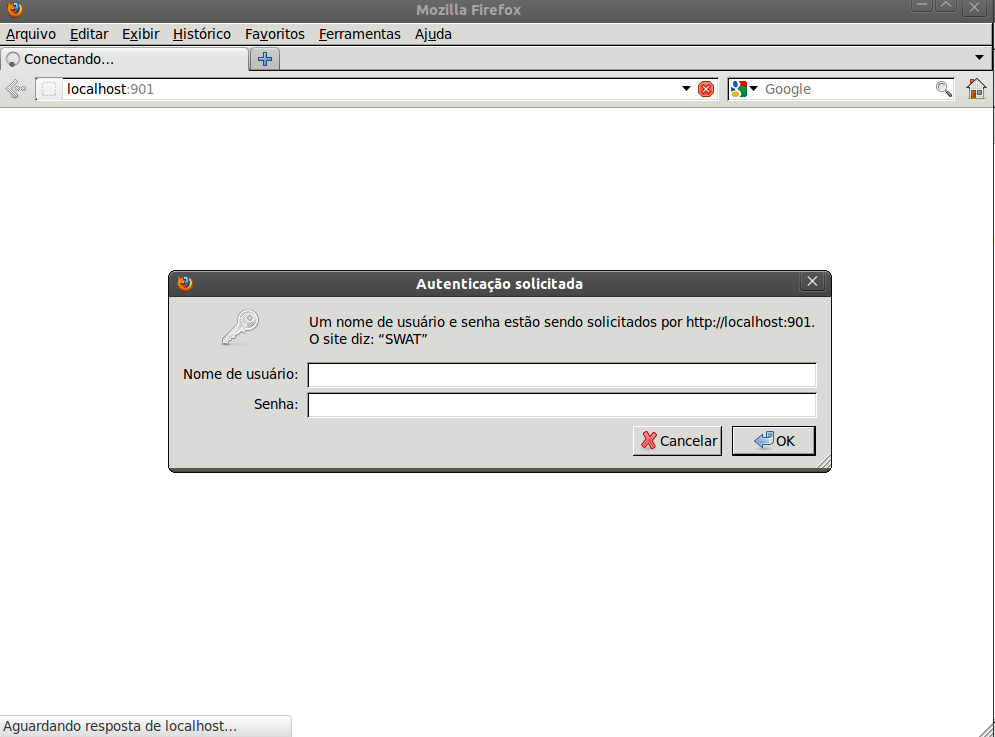 Mozilla Firefox
Arquivo Editar Exibir Histórico Favoritos Ferramentas Ajuda
Conectando...
localhost:901 Google
Autenticação solicitada
Um nome de usuário e senha estão sendo solicitados por http://localhost:901.
O site diz: “SWAT”
Nome de usuário:
Senha:
Cancelar OK
Aguardando resposta de localhost...